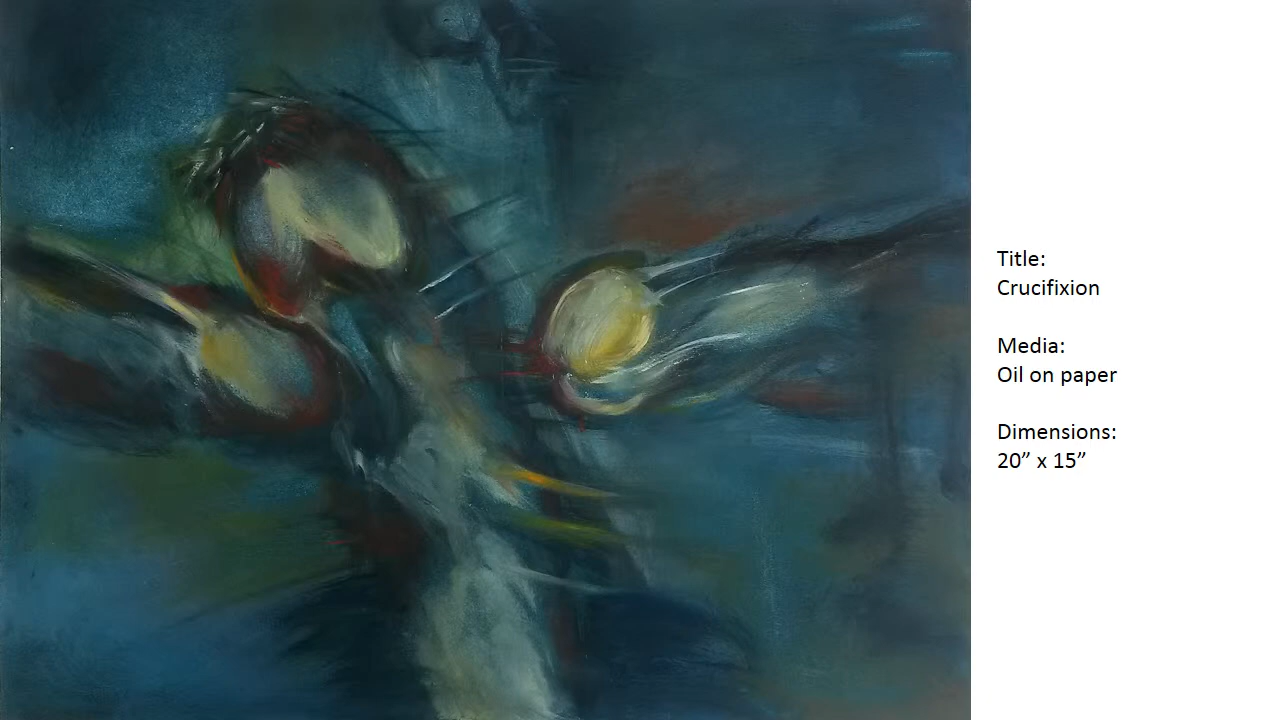 Title:
Crucifixion
Media:
Oil on paper
Dimensions:
20” x 15”